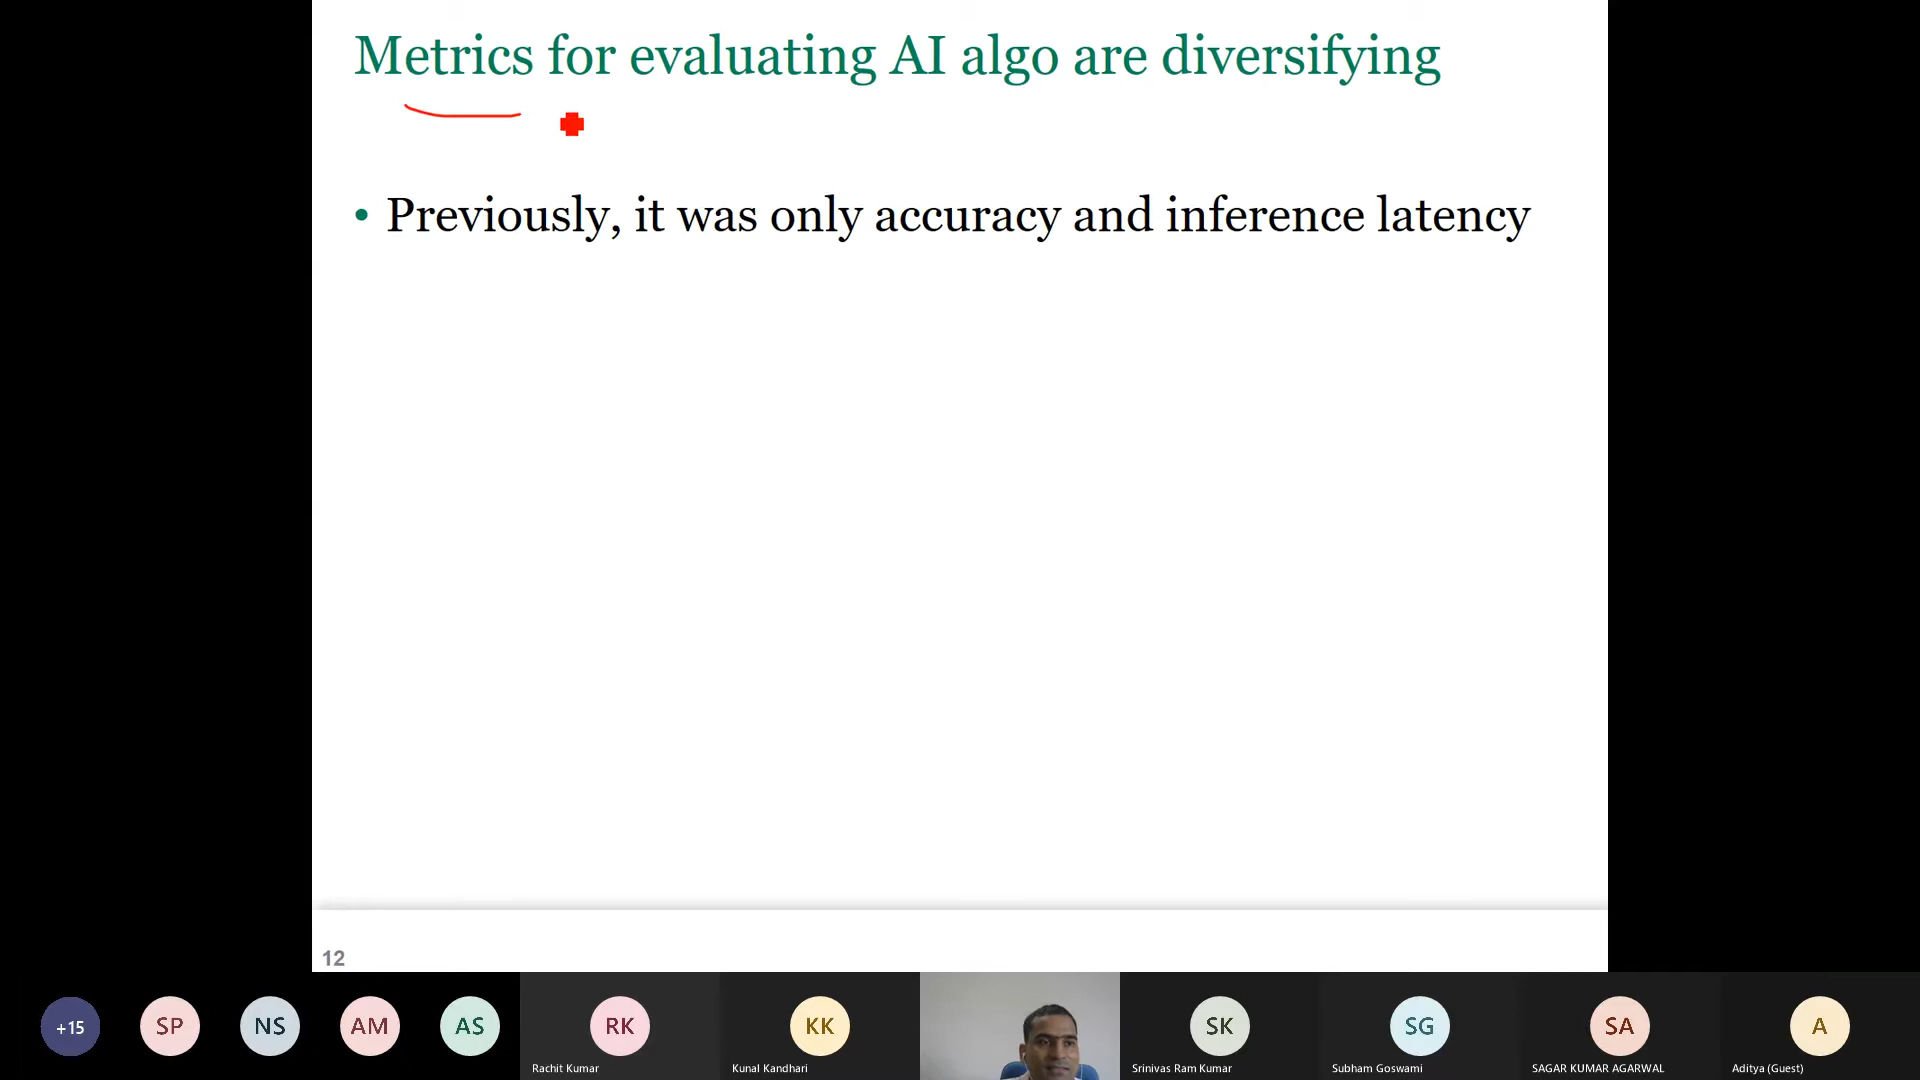 Metrics for evaluating AI algo are diversifying
• Previously, it was only accuracy and inference latency
12
+15
SP
NS
AM
AS
RK
KK
SK
SG
SA
A
Rachit Kumar
Kunal Kandhari
Srinivas Ram Kumar
Subham Goswami
SAGAR KUMAR AGARWAL
Aditya (Guest)